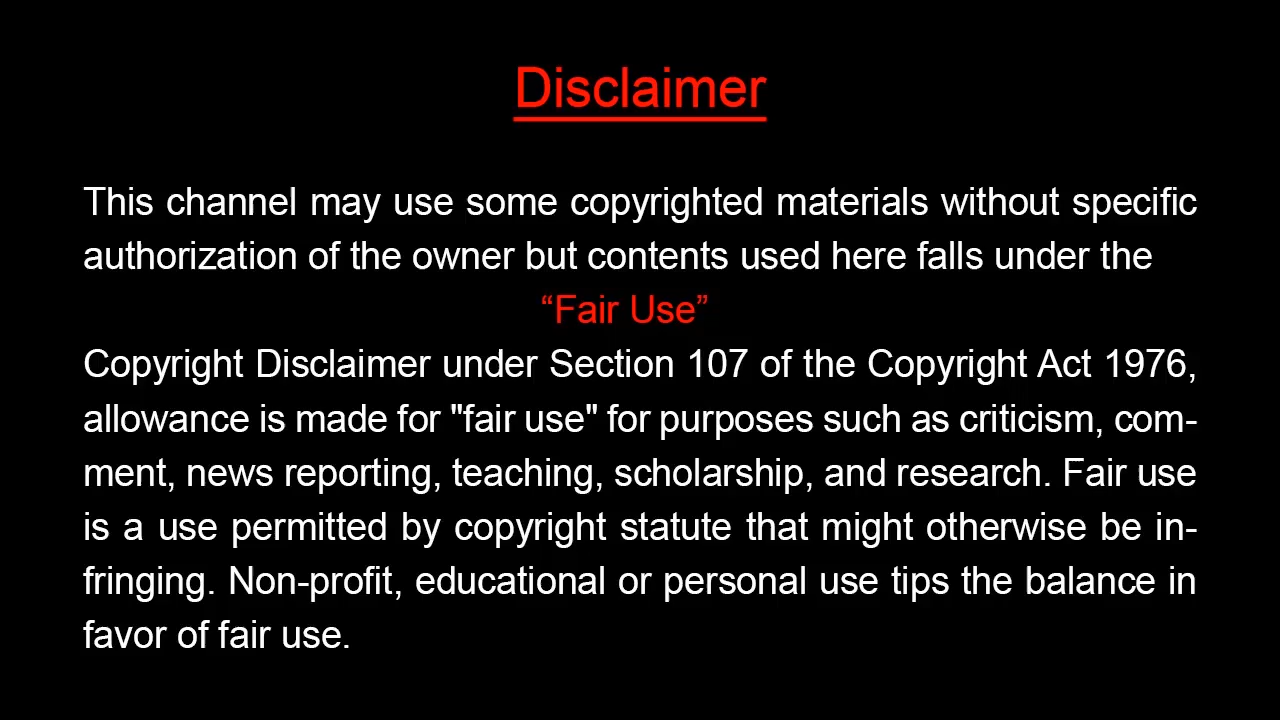 Disclaimer
This channel may use some copyrighted materials without specific
authorization of the owner but contents used here falls under the
“Fair Use”
Copyright Disclaimer under Section 107 of the Copyright Act 1976,
allowance is made for "fair use" for purposes such as criticism, com-
ment, news reporting, teaching, scholarship, and research. Fair use
is a use permitted by copyright statute that might otherwise be in-
fringing. Non-profit, educational or personal use tips the balance in
favor of fair use.